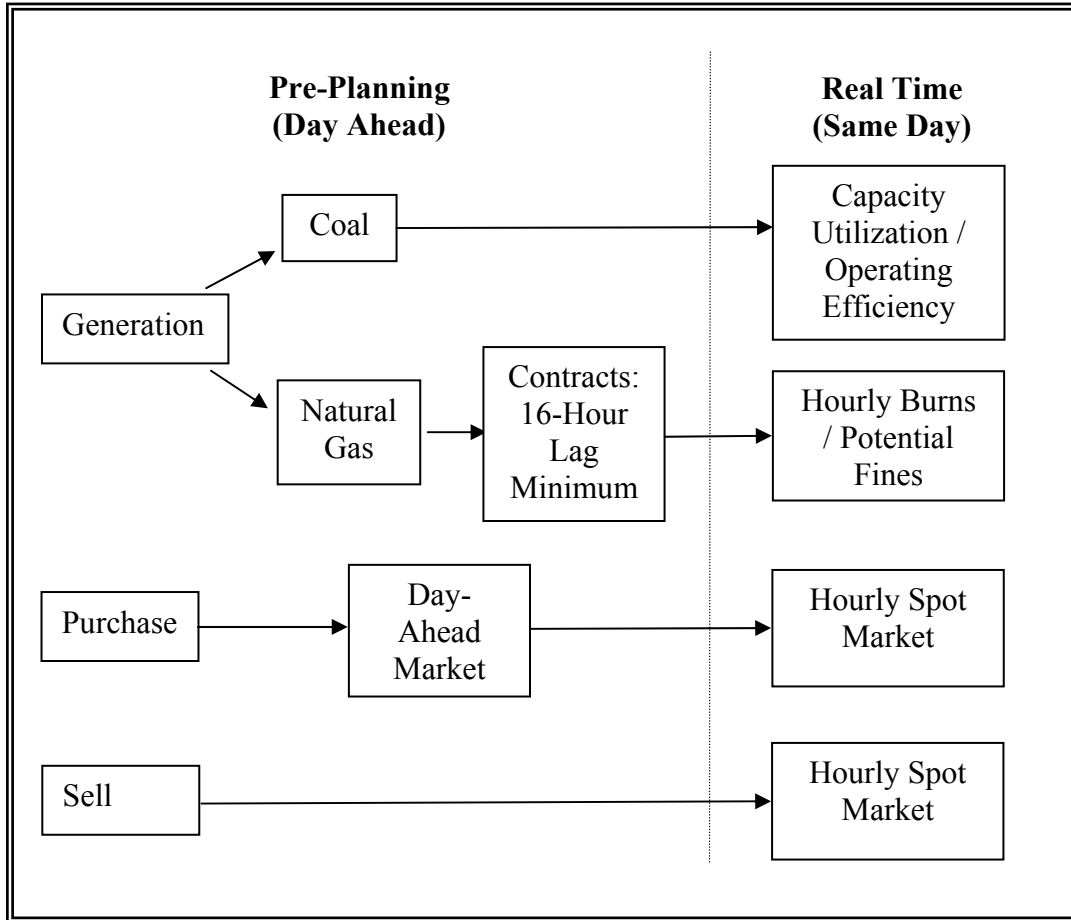 Pre-Planning
(Day Ahead)
Real Time
(Same Day)
Coal
Capacity
Utilization /
Operating
Efficiency
Generation
Natural
Gas
Contracts:
16-Hour
Lag
Minimum
Hourly Burns
/ Potential
Fines
Purchase
Day-
Ahead
Market
Hourly Spot
Market
Sell
Hourly Spot
Market